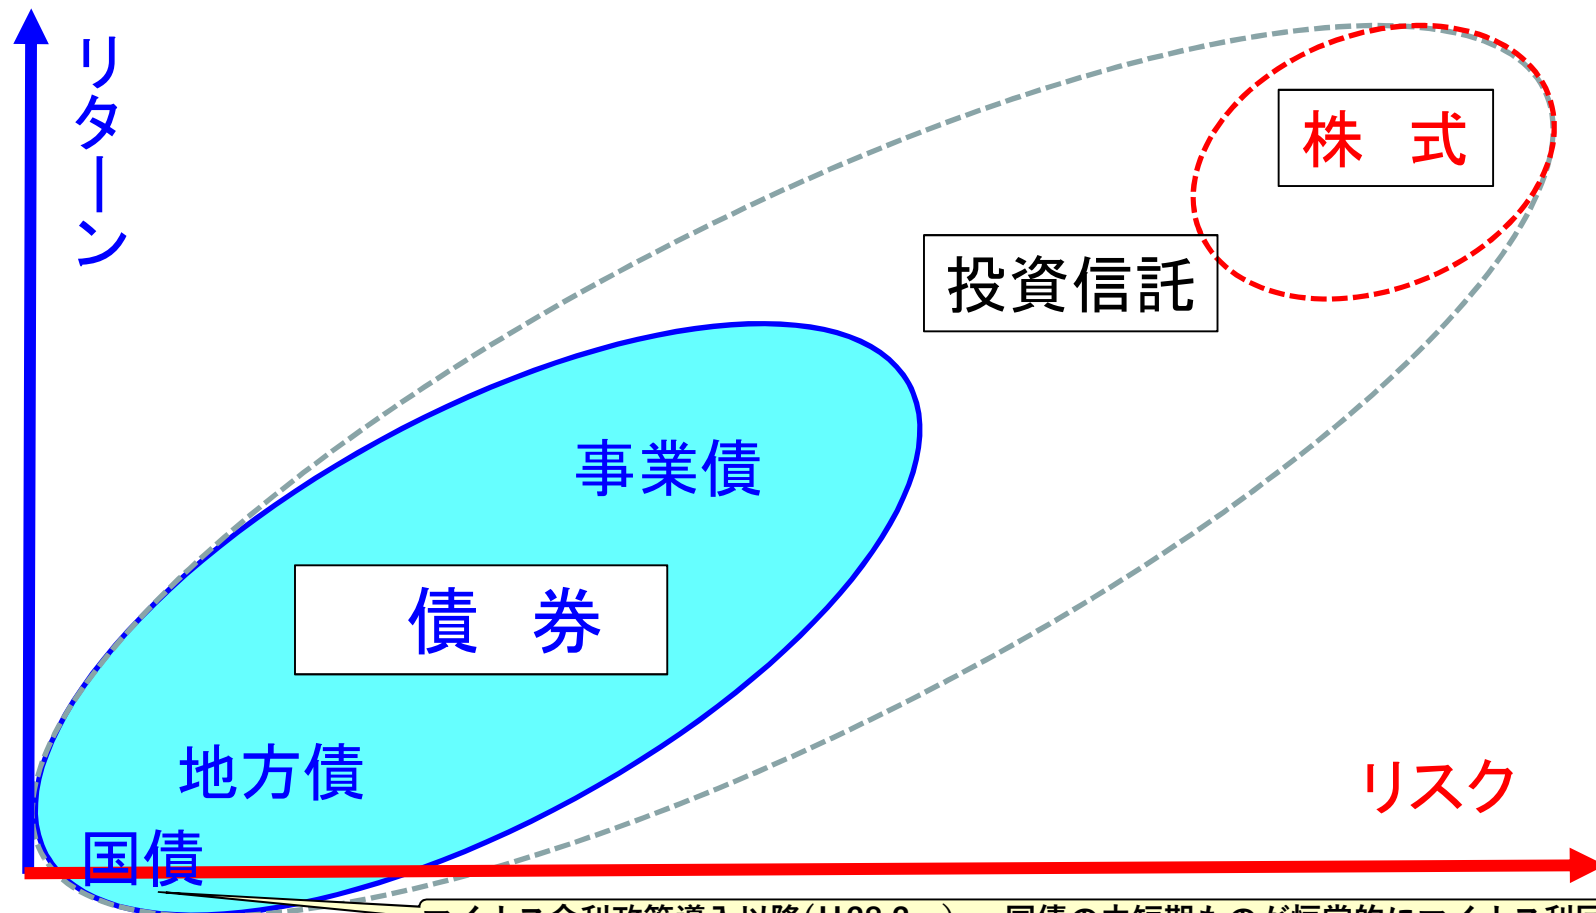 リターン
株　式
投資信託
事業債
債　券
地方債
リスク
国債